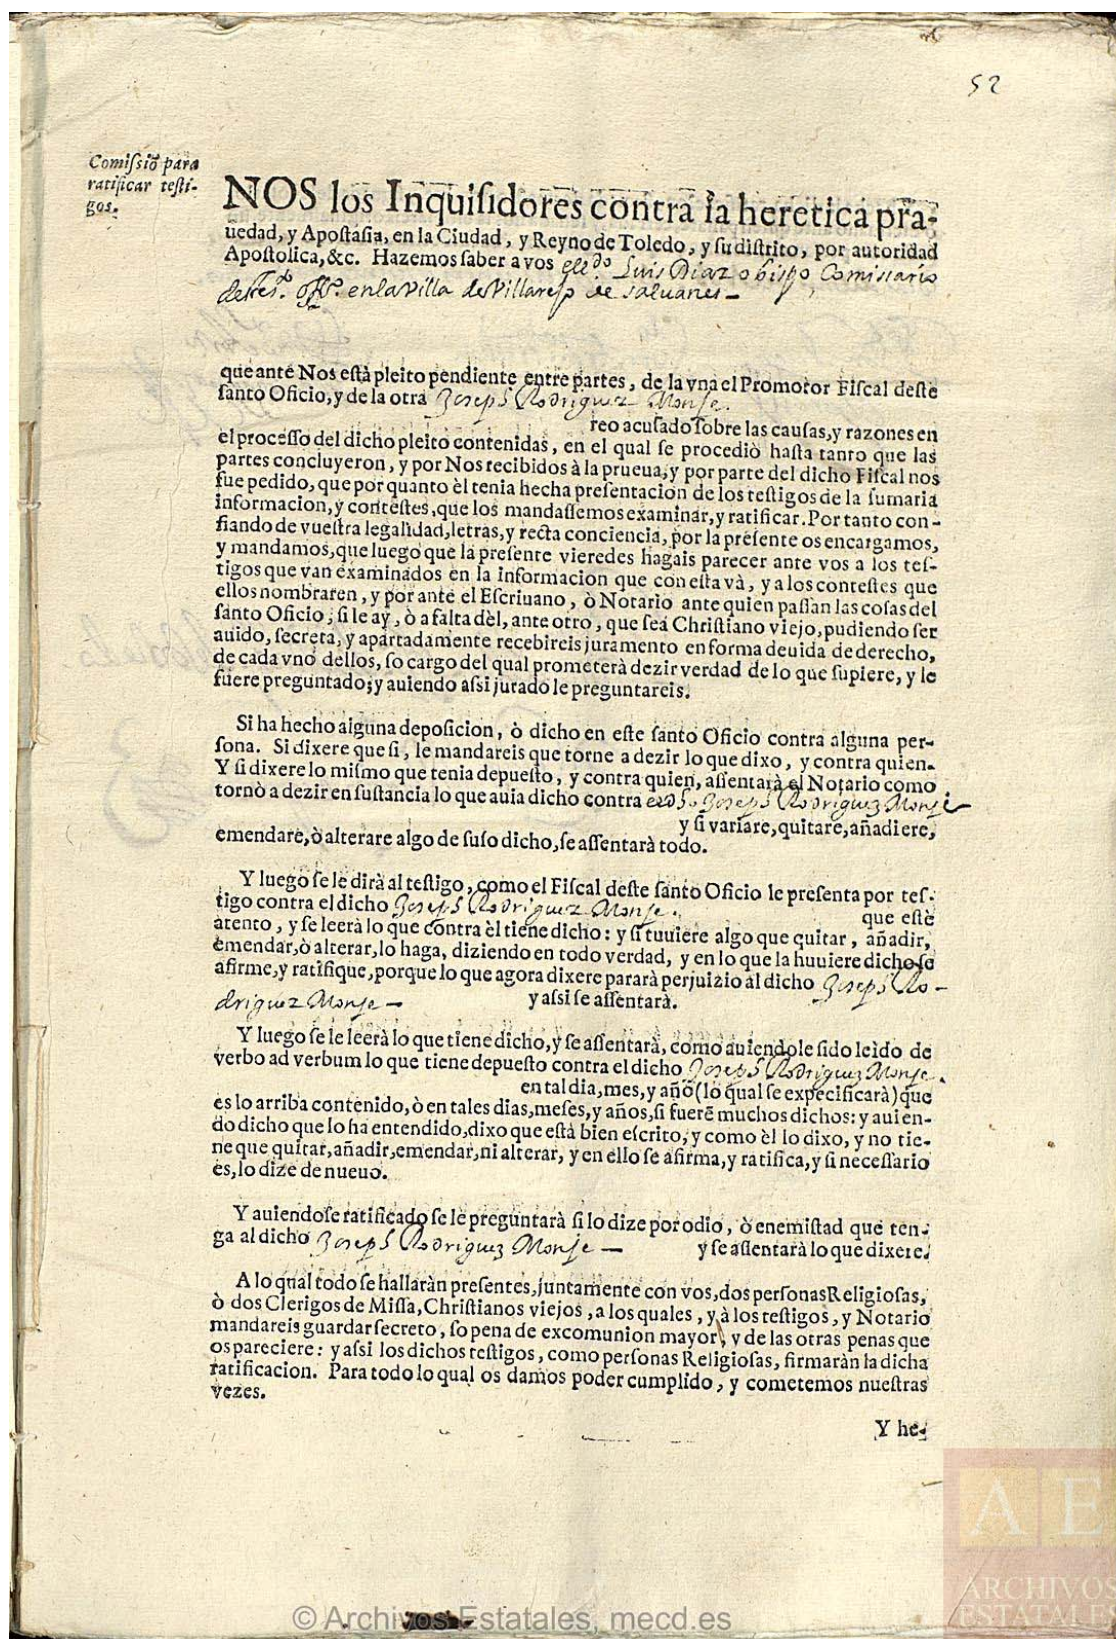 52
Comiſsiõ para
ratificar teſti-
gos.
NOS los Inquiſidores contra la heretica pra-
uedad, y Apoſtaſia, en la Ciudad, y Reyno de Toledo, y ſu diſtrito, por autoridad
Apoſtolica, &c. Hazemos ſaber a vos el l.do Luis Diaz obispo Comissario
deste s.to off.o en la Villa de Villarejo de Saluanes -
que ante Nos eſtà pleito pendiente entre partes, de la vna el Promotor Fiſcal deſte
ſanto Oficio, y de la otra Joseph Rodriguez Monje.
reo acuſado ſobre las cauſas, y razones en
el proceſſo del dicho pleito contenidas, en el qual ſe procediò haſta tanto que las
partes concluyeron, y por Nos recibidos à la prueua, y por parte del dicho Fiſcal nos
fue pedido, que por quanto èl tenia hecha preſentacion de los teſtigos de la ſumaria
informacion, y conteſtes, que los mandaſſemos examinar, y ratificar. Por tanto con-
fiando de vueſtra legalidad, letras, y recta conciencia, por la preſente os encargamos,
y mandamos, que luego que la preſente vieredes hagais parecer ante vos a los teſ-
tigos que van examinados en la informacion que con eſta và, y a los conteſtes que
ellos nombraren, y por ante el Eſcriuano, ò Notario ante quien paſſan las coſas del
ſanto Oficio, ſi le ay, ò a falta dèl, ante otro, que ſea Chriſtiano viejo, pudiendo ſer
auido, ſecreta, y apartadamente recebireis juramento en forma deuida de derecho,
de cada vno dellos, ſo cargo del qual prometerà dezir verdad de lo que ſupiere, y le
fuere preguntado; y auiendo aſsi jurado le preguntareis.
Si ha hecho alguna depoſicion, ò dicho en eſte ſanto Oficio contra alguna per-
ſona. Si dixere que ſi, le mandareis que torne a dezir lo que dixo, y contra quien.
Y ſi dixere lo miſmo que tenia depueſto, y contra quien, aſſentarà el Notario como
tornò a dezir en ſuſtancia lo que auia dicho contra el dho. Joseph Rodriguez Monje
y ſi variare, quitare, añadiere,
emendare, ò alterare algo de ſuſo dicho, ſe aſſentarà todo.
Y luego ſe le dirà al teſtigo, como el Fiſcal deſte ſanto Oficio le preſenta por teſ-
tigo contra el dicho Joseph Rodriguez Monje. que eſtè
atento, y ſe leerà lo que contra èl tiene dicho: y ſi tuuiere algo que quitar, añadir,
emendar, ò alterar, lo haga, diziendo en todo verdad, y en lo que la huuiere dicho ſe
afirme, y ratifique, porque lo que agora dixere pararà perjuizio al dicho Joseph Ro-
driguez Monje - y aſsi ſe aſſentarà.
Y luego ſe le leerà lo que tiene dicho, y ſe aſſentarà, como auiendole ſido leìdo de
verbo ad verbum lo que tiene depueſto contra el dicho Joseph Rodriguez Monje.
en tal dia, mes, y año (lo qual ſe expecificarà) que
es lo arriba contenido, ò en tales dias, meſes, y años, ſi fuerẽ muchos dichos: y auien-
do dicho que lo ha entendido, dixo que eſtà bien eſcrito, y como èl lo dixo, y no tie-
ne que quitar, añadir, emendar, ni alterar, y en ello ſe afirma, y ratifica, y ſi neceſſario
es, lo dize de nueuo.
Y auiendoſe ratificado ſe le preguntarà ſi lo dize por odio, ò enemiſtad que ten-
ga al dicho Joseph Rodriguez Monje - y ſe aſſentarà lo que dixere.
A lo qual todo ſe hallaràn preſentes, juntamente con vos, dos perſonas Religioſas,
ò dos Clerigos de Miſſa, Chriſtianos viejos, a los quales, y à los teſtigos, y Notario
mandareis guardar ſecreto, ſo pena de excomunion mayor, y de las otras penas que
os pareciere: y aſsi los dichos teſtigos, como perſonas Religioſas, firmaràn la dicha
ratificacion. Para todo lo qual os damos poder cumplido, y cometemos nueſtras
vezes.
Y he-
AE
ARCHIVOS
ESTATALES
© Archivos Estatales, mecd.es